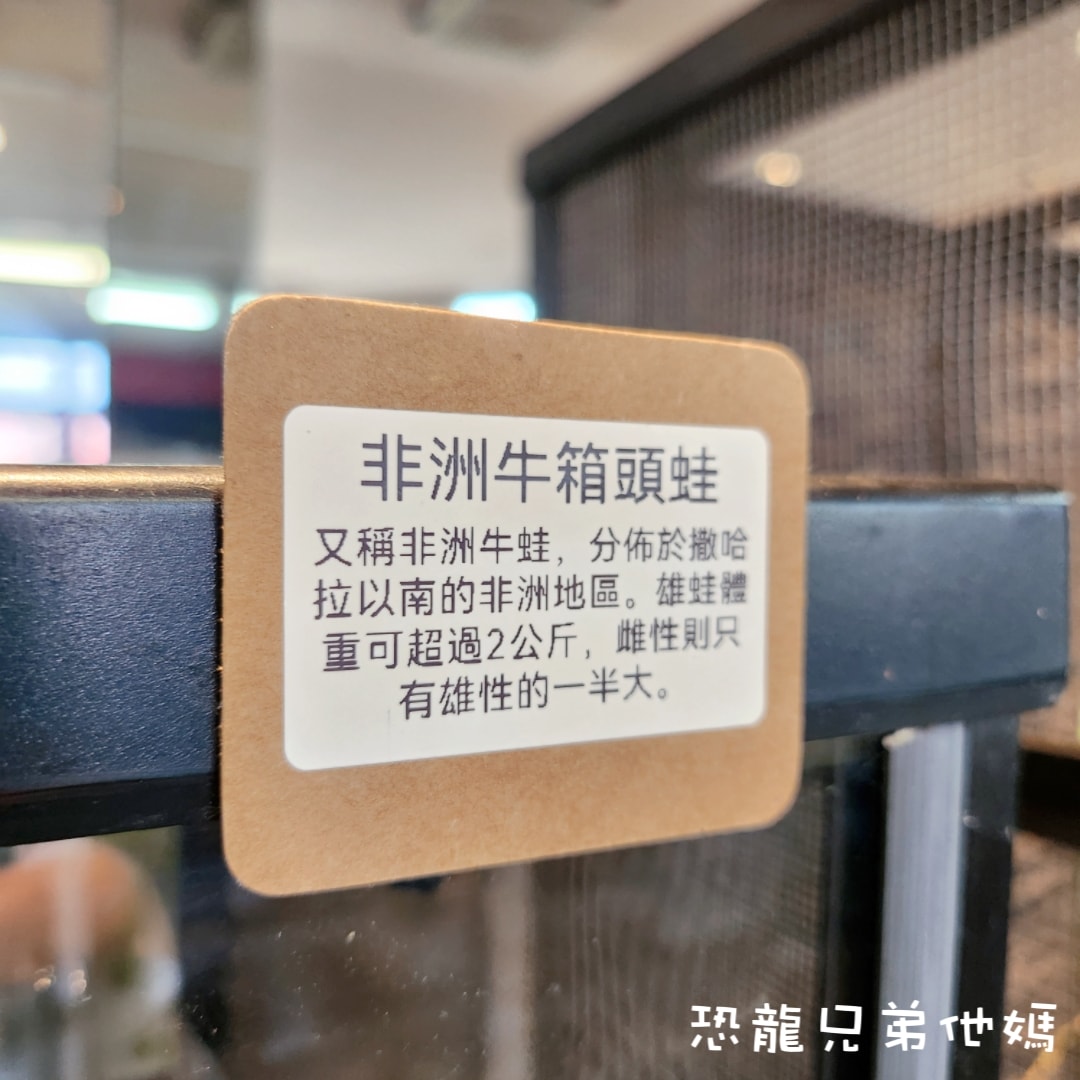 非洲牛箱頭蛙
又稱非洲牛蛙，分佈於撒哈
拉以南的非洲地區。雄蛙體
重可超過2公斤，雌性則只
有雄性的一半大。
恐龍兄弟他媽